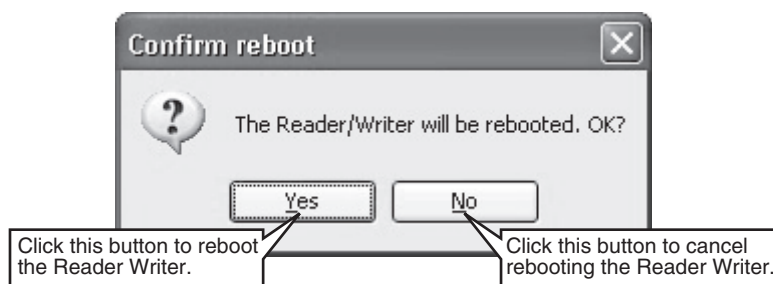 Confirm reboot
The Reader/Writer will be rebooted. OK?
Yes
No
Click this button to reboot
the Reader Writer.
Click this button to cancel
rebooting the Reader Writer.